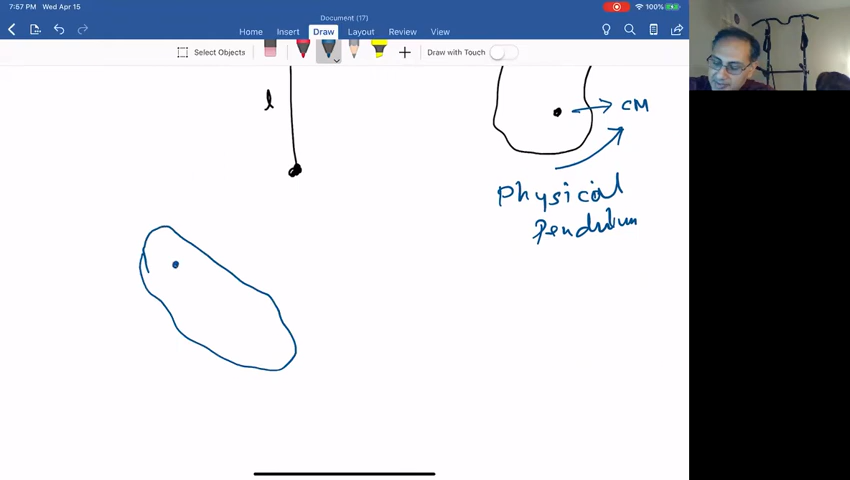 7:57 PM Wed Apr 15
100%
Document (17)
Home Insert Draw Layout Review View
Select Objects
Draw with Touch
l
CM
Physical
Pendulum